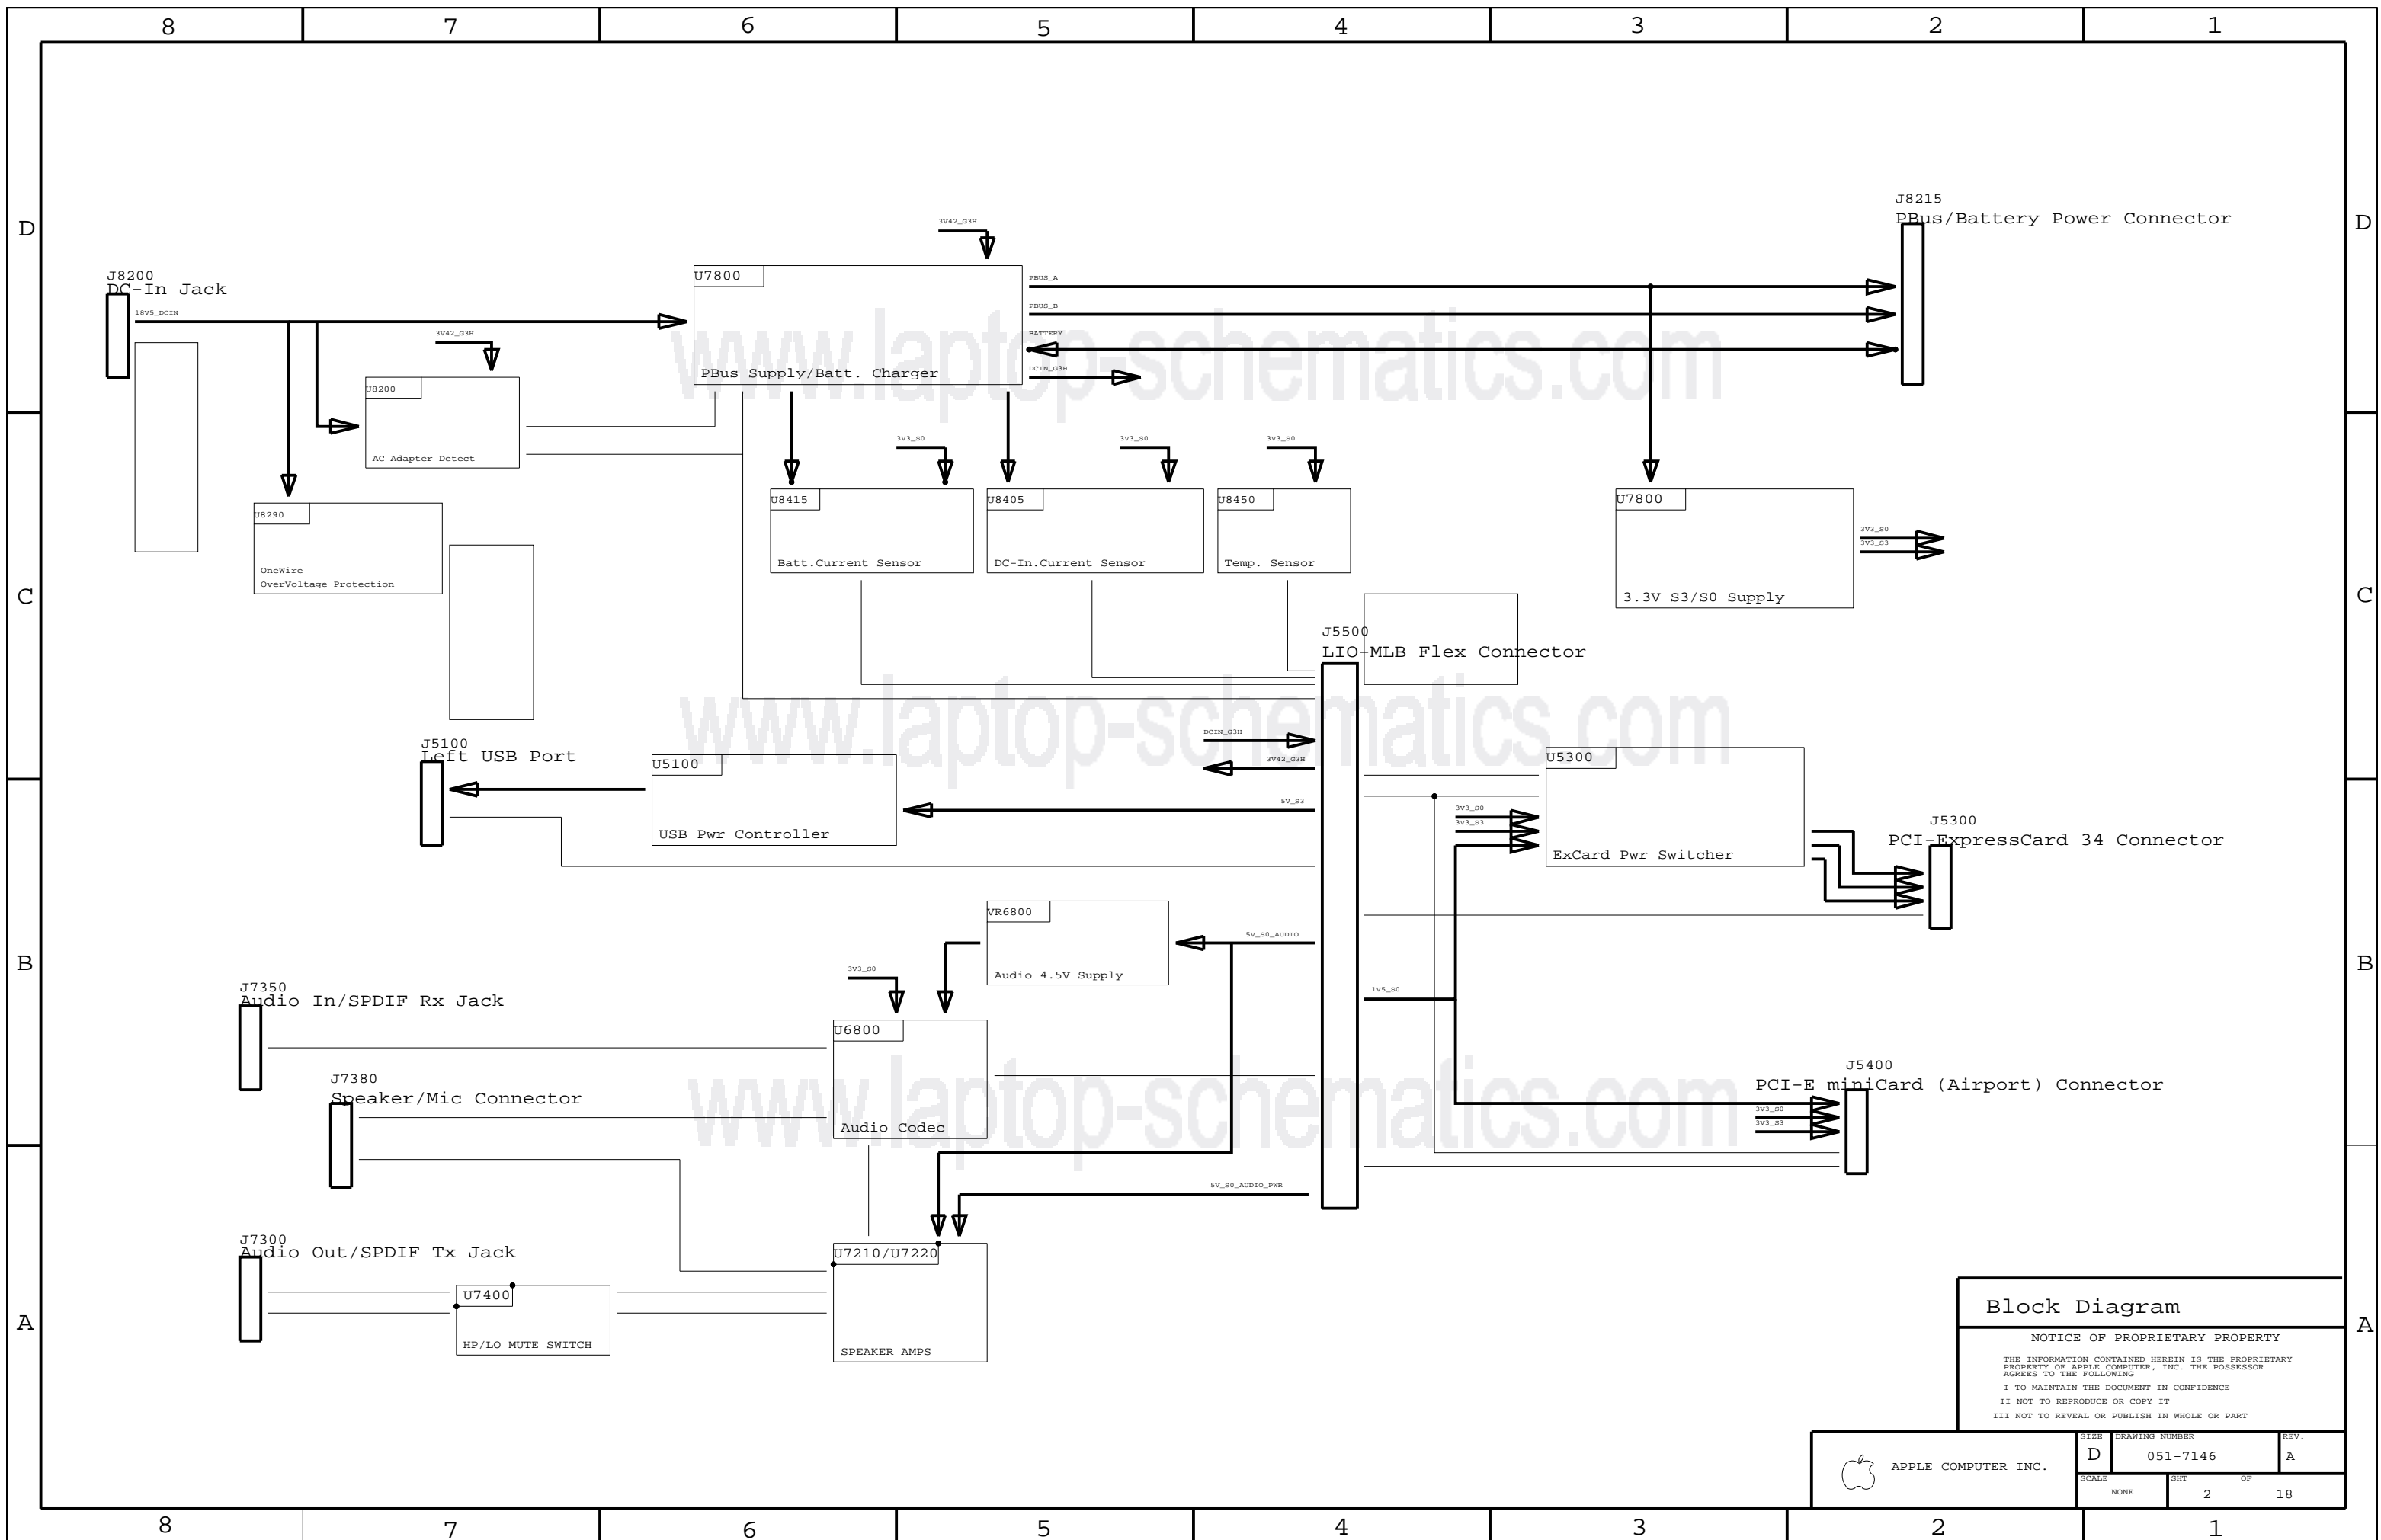 8 7 6 5 4 3 2 1
D
D
J8215
PBus/Battery Power Connector
3V42_G3H
J8200
DC-In Jack
U7800
PBUS_A
18V5_DCIN
PBUS_B
3V42_G3H
BATTERY
PBus Supply/Batt. Charger
DCIN_G3H
www.laptop-schematics.com
U8200
AC Adapter Detect
3V3_S0
3V3_S0
3V3_S0
U8415
U8405
U8450
U7800
U8290
3V3_S0
3V3_S3
Batt.Current Sensor
DC-In.Current Sensor
Temp. Sensor
OneWire
OverVoltage Protection
3.3V S3/S0 Supply
C
C
J5500
LIO-MLB Flex Connector
www.laptop-schematics.com
DCIN_G3H
J5100
Left USB Port
U5100
3V42_G3H
U5300
5V_S3
3V3_S0
3V3_S3
USB Pwr Controller
ExCard Pwr Switcher
J5300
PCI-ExpressCard 34 Connector
VR6800
5V_S0_AUDIO
Audio 4.5V Supply
B
B
3V3_S0
J7350
Audio In/SPDIF Rx Jack
1V5_S0
U6800
J7380
Speaker/Mic Connector
J5400
PCI-E miniCard (Airport) Connector
3V3_S0
3V3_S3
Audio Codec
www.laptop-schematics.com
5V_S0_AUDIO_PWR
J7300
Audio Out/SPDIF Tx Jack
U7210/U7220
U7400
HP/LO MUTE SWITCH
SPEAKER AMPS
A
A
Block Diagram
NOTICE OF PROPRIETARY PROPERTY
THE INFORMATION CONTAINED HEREIN IS THE PROPRIETARY
PROPERTY OF APPLE COMPUTER, INC. THE POSSESSOR
AGREES TO THE FOLLOWING
I TO MAINTAIN THE DOCUMENT IN CONFIDENCE
II NOT TO REPRODUCE OR COPY IT
III NOT TO REVEAL OR PUBLISH IN WHOLE OR PART
APPLE COMPUTER INC.
SIZE DRAWING NUMBER REV.
D 051-7146 A
SCALE SHT OF
NONE 2 18
8 7 6 5 4 3 2 1